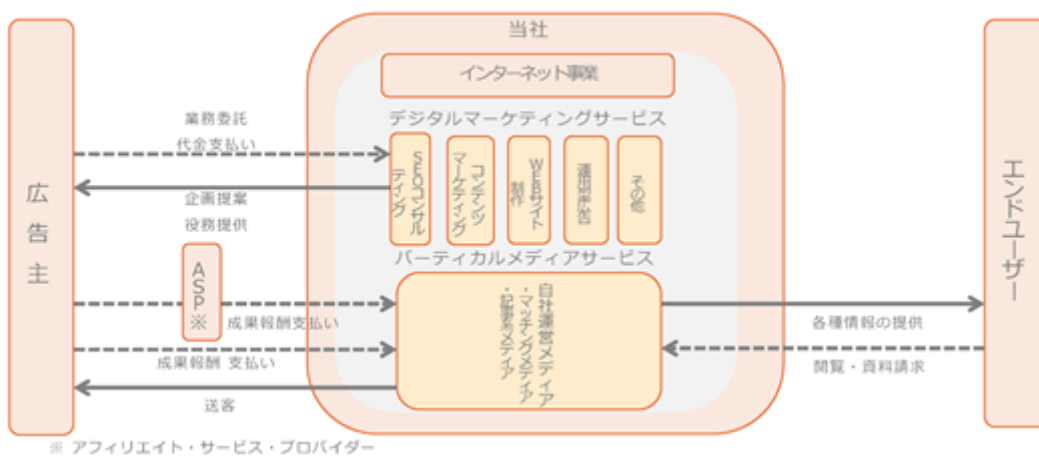 当社
インターネット事業
デジタルマーケティングサービス
広告主
業務委託
代金支払い
企画提案
役務提供
SEOコンサル
ティング
コンテンツ
マーケティング
WEBサイト
制作
運用型広告
その他
バーティカルメディアサービス
ASP※
成果報酬支払い
成果報酬 支払い
送客
自社運営メディア
・マッチングメディア
・記事系メディア
各種情報の提供
閲覧・資料請求
エンドユーザー
※ アフィリエイト・サービス・プロバイダー